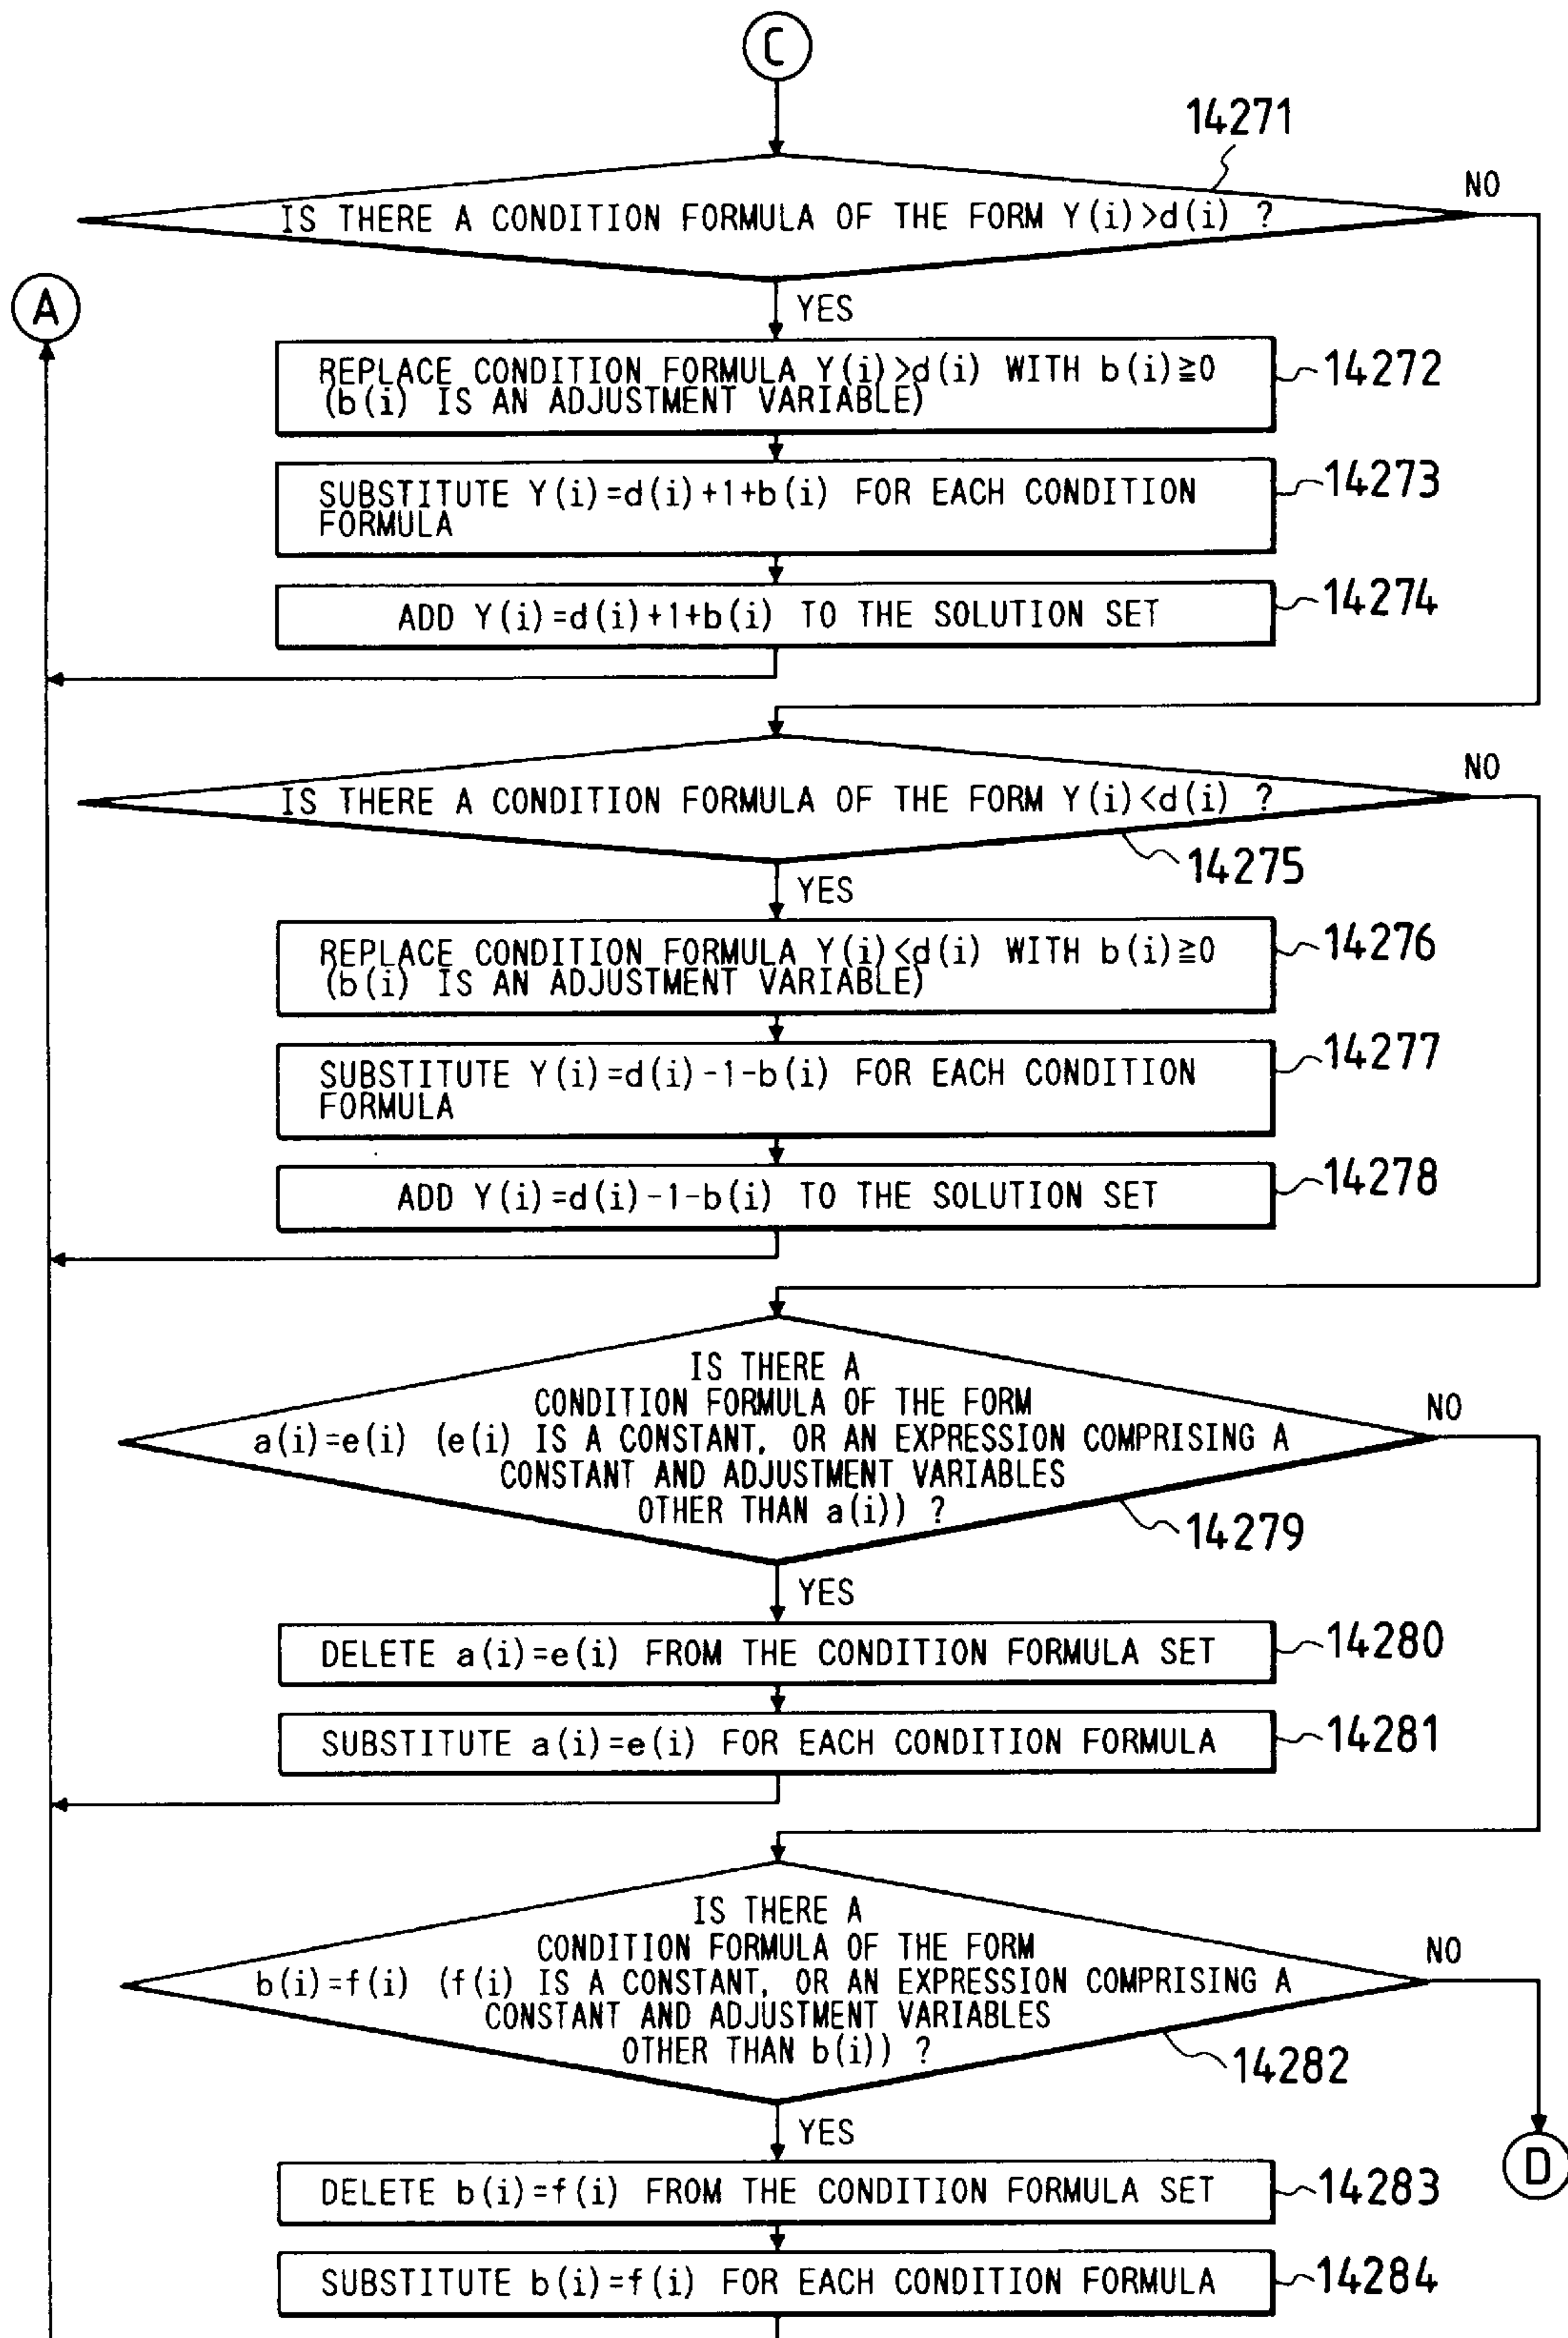 C
14271
NO
IS THERE A CONDITION FORMULA OF THE FORM Y(i)>d(i) ?
A
YES
REPLACE CONDITION FORMULA Y(i)>d(i) WITH b(i)≧0
(b(i) IS AN ADJUSTMENT VARIABLE)
14272
SUBSTITUTE Y(i)=d(i)+1+b(i) FOR EACH CONDITION
FORMULA
14273
ADD Y(i)=d(i)+1+b(i) TO THE SOLUTION SET
14274
NO
IS THERE A CONDITION FORMULA OF THE FORM Y(i)<d(i) ?
14275
YES
REPLACE CONDITION FORMULA Y(i)<d(i) WITH b(i)≧0
(b(i) IS AN ADJUSTMENT VARIABLE)
14276
SUBSTITUTE Y(i)=d(i)-1-b(i) FOR EACH CONDITION
FORMULA
14277
ADD Y(i)=d(i)-1-b(i) TO THE SOLUTION SET
14278
IS THERE A
CONDITION FORMULA OF THE FORM
NO
a(i)=e(i) (e(i) IS A CONSTANT, OR AN EXPRESSION COMPRISING A
CONSTANT AND ADJUSTMENT VARIABLES
OTHER THAN a(i)) ?
14279
YES
DELETE a(i)=e(i) FROM THE CONDITION FORMULA SET
14280
SUBSTITUTE a(i)=e(i) FOR EACH CONDITION FORMULA
14281
IS THERE A
CONDITION FORMULA OF THE FORM
NO
b(i)=f(i) (f(i) IS A CONSTANT, OR AN EXPRESSION COMPRISING A
CONSTANT AND ADJUSTMENT VARIABLES
OTHER THAN b(i)) ?
14282
YES
D
DELETE b(i)=f(i) FROM THE CONDITION FORMULA SET
14283
SUBSTITUTE b(i)=f(i) FOR EACH CONDITION FORMULA
14284